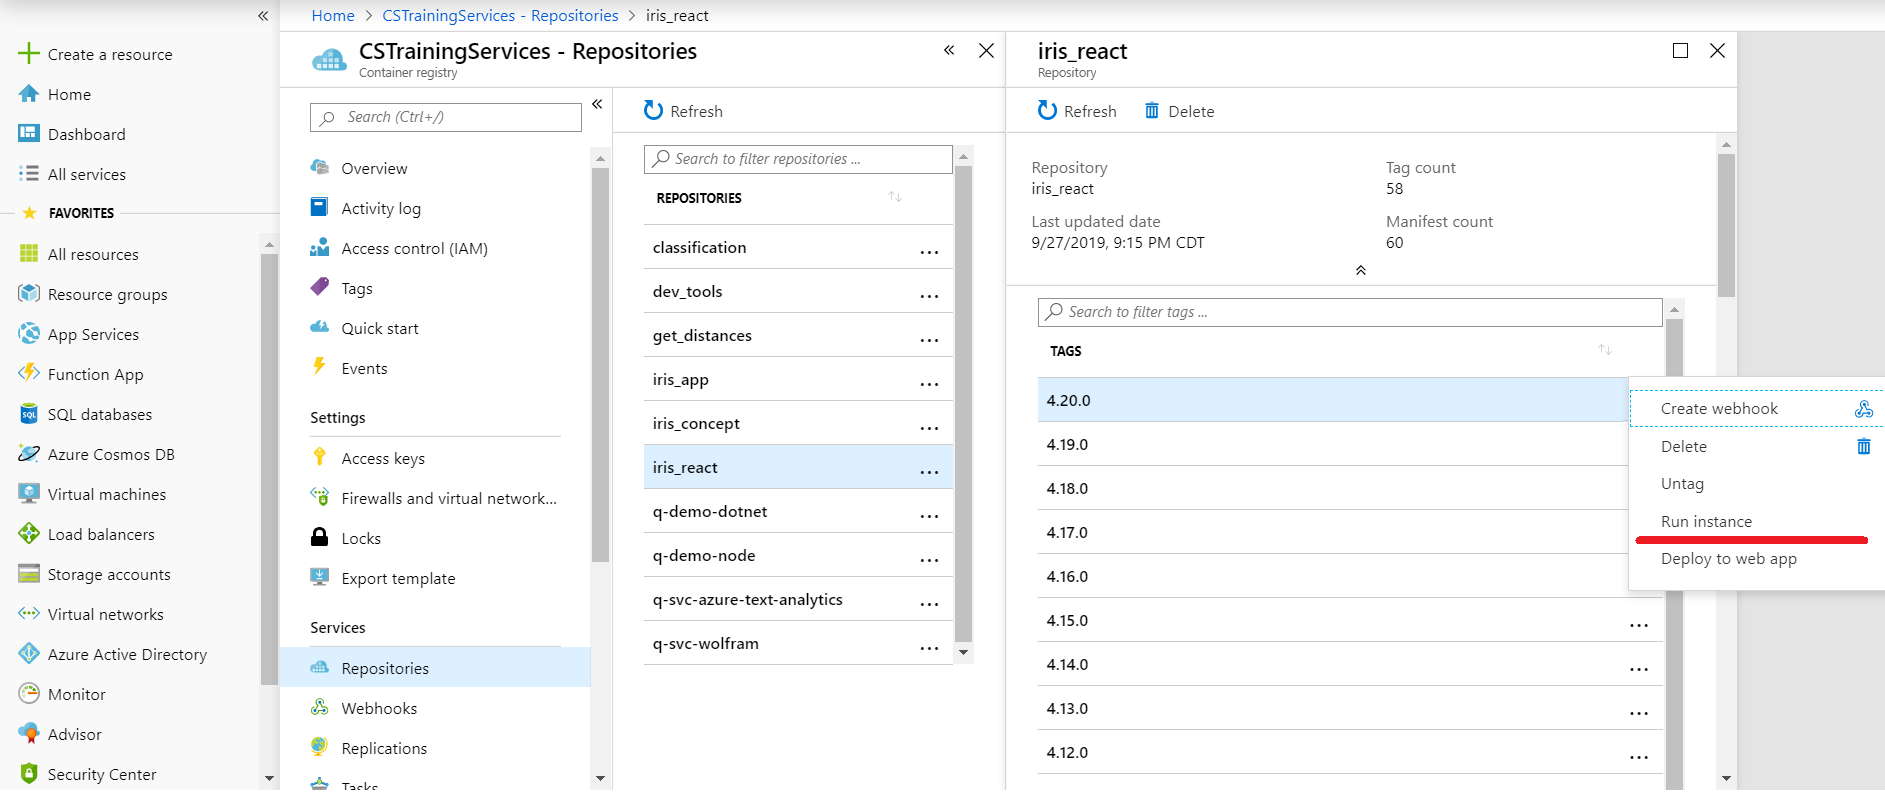 Home > CSTrainingServices - Repositories > iris_react
Create a resource
Home
Dashboard
All services
FAVORITES
All resources
Resource groups
App Services
Function App
SQL databases
Azure Cosmos DB
Virtual machines
Load balancers
Storage accounts
Virtual networks
Azure Active Directory
Monitor
Advisor
Security Center
CSTrainingServices - Repositories
Container registry
Search (Ctrl+/)
Overview
Activity log
Access control (IAM)
Tags
Quick start
Events
Settings
Access keys
Firewalls and virtual network...
Locks
Export template
Services
Repositories
Webhooks
Replications
Tasks
Refresh
Search to filter repositories ...
REPOSITORIES
classification
dev_tools
get_distances
iris_app
iris_concept
iris_react
q-demo-dotnet
q-demo-node
q-svc-azure-text-analytics
q-svc-wolfram
iris_react
Repository
Refresh Delete
Repository
iris_react
Tag count
58
Last updated date
9/27/2019, 9:15 PM CDT
Manifest count
60
Search to filter tags ...
TAGS
4.20.0
4.19.0
4.18.0
4.17.0
4.16.0
4.15.0
4.14.0
4.13.0
4.12.0
Create webhook
Delete
Untag
Run instance
Deploy to web app